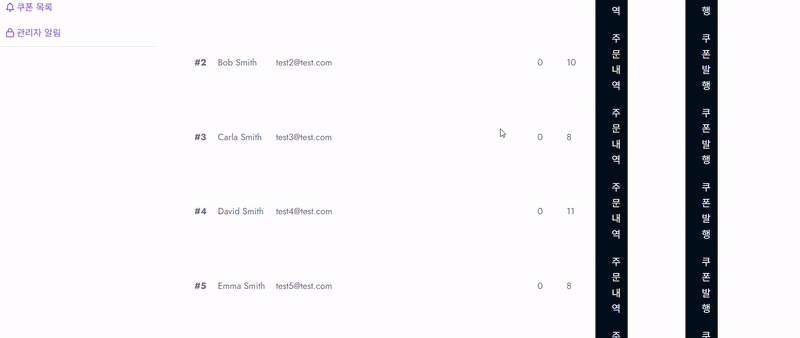 쿠폰 목록
관리자 알림
역
행
#2 Bob Smith test2@test.com 0 10
주문내역
쿠폰발행
#3 Carla Smith test3@test.com 0 8
주문내역
쿠폰발행
#4 David Smith test4@test.com 0 11
주문내역
쿠폰발행
#5 Emma Smith test5@test.com 0 8
주문내역
쿠폰발행
주
쿠